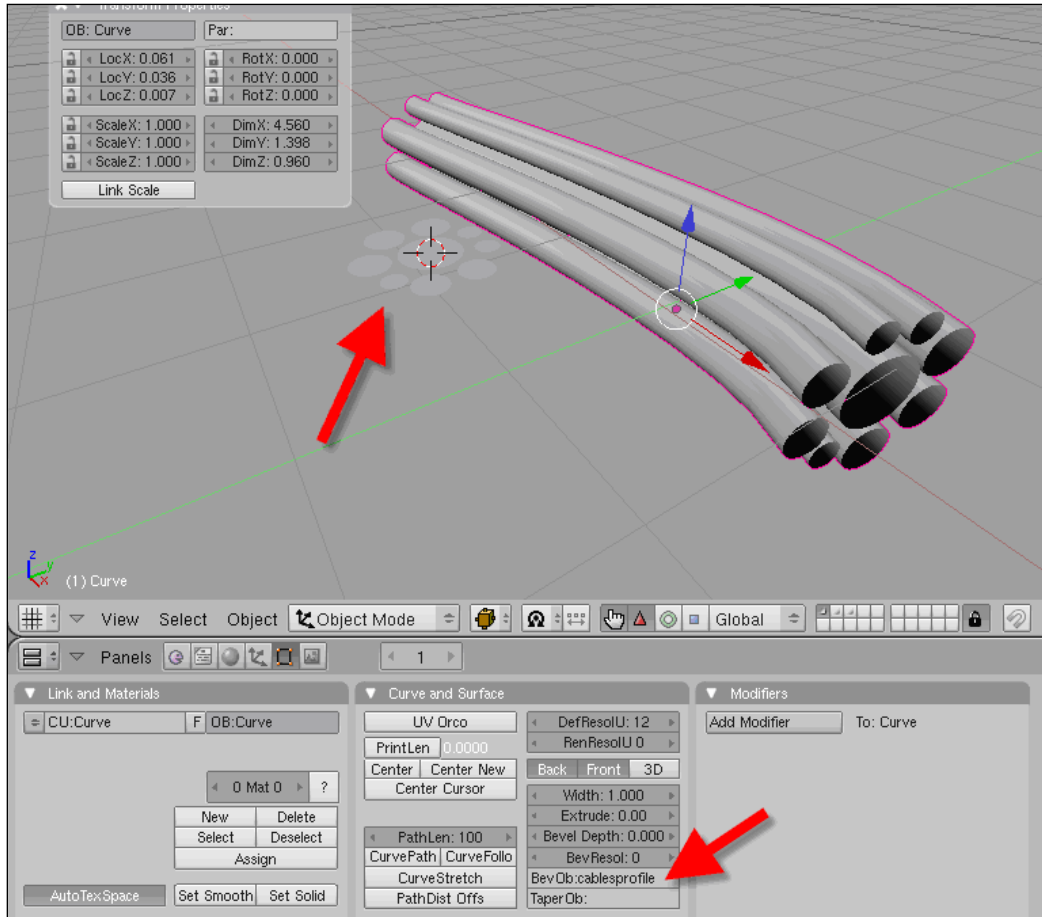 Transform Properties
OB: Curve Par:
LocX: 0.061 RotX: 0.000
LocY: 0.036 RotY: 0.000
LocZ: 0.007 RotZ: 0.000
ScaleX: 1.000 DimX: 4.560
ScaleY: 1.000 DimY: 1.398
ScaleZ: 1.000 DimZ: 0.960
Link Scale
z
y
x
(1) Curve
View Select Object Object Mode Global
Panels 1
Link and Materials
CU:Curve F OB:Curve
0 Mat 0 ?
New Delete
Select Deselect
Assign
AutoTexSpace Set Smooth Set Solid
Curve and Surface
UV Orco DefResolU: 12
PrintLen 0.0000 RenResolU 0
Center Center New Back Front 3D
Center Cursor Width: 1.000
Extrude: 0.00
PathLen: 100 Bevel Depth: 0.000
CurvePath CurveFollo BevResol: 0
CurveStretch BevOb:cablesprofile
PathDist Offs TaperOb:
Modifiers
Add Modifier To: Curve